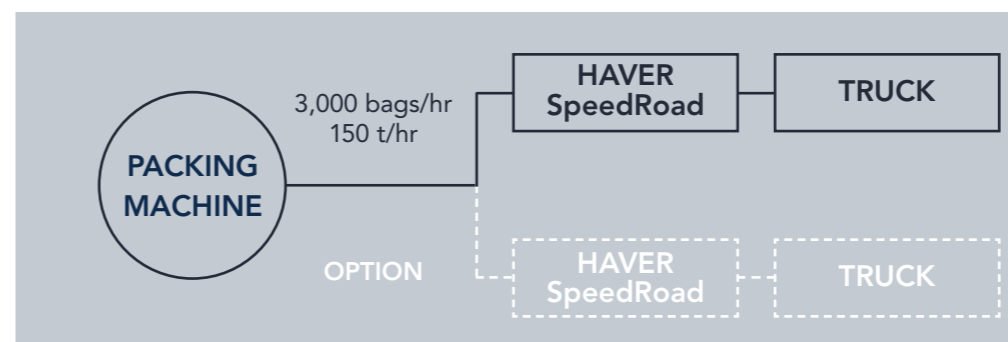 PACKING
MACHINE
3,000 bags/hr
150 t/hr
HAVER
SpeedRoad
TRUCK
OPTION
HAVER
SpeedRoad
TRUCK